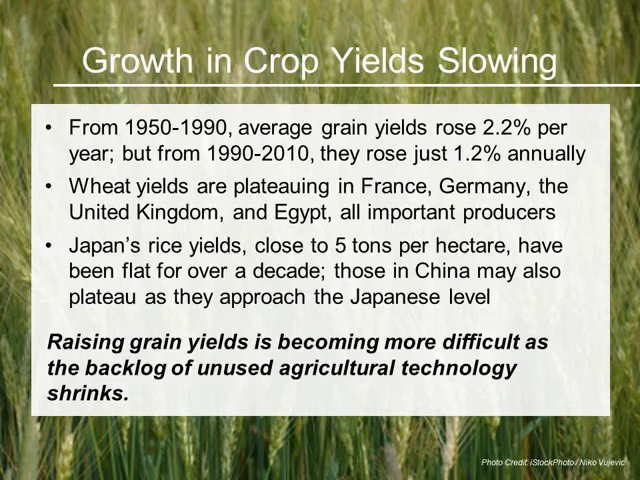 Growth in Crop Yields Slowing
• From 1950-1990, average grain yields rose 2.2% per
year; but from 1990-2010, they rose just 1.2% annually
• Wheat yields are plateauing in France, Germany, the
United Kingdom, and Egypt, all important producers
• Japan’s rice yields, close to 5 tons per hectare, have
been flat for over a decade; those in China may also
plateau as they approach the Japanese level
Raising grain yields is becoming more difficult as
the backlog of unused agricultural technology
shrinks.
Photo Credit: iStockPhoto / Niko Vujevic